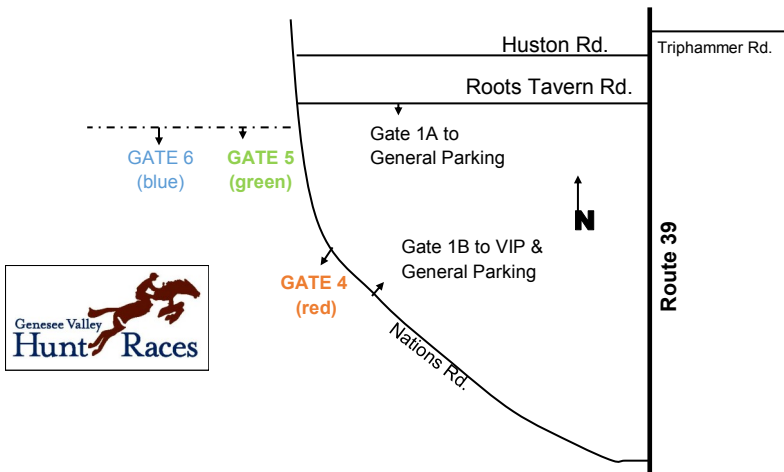 Huston Rd.
Triphammer Rd.
Roots Tavern Rd.
Gate 1A to
General Parking
GATE 6
(blue)
GATE 5
(green)
N
Route 39
Gate 1B to VIP &
General Parking
GATE 4
(red)
Genesee Valley
Hunt Races
Nations Rd.